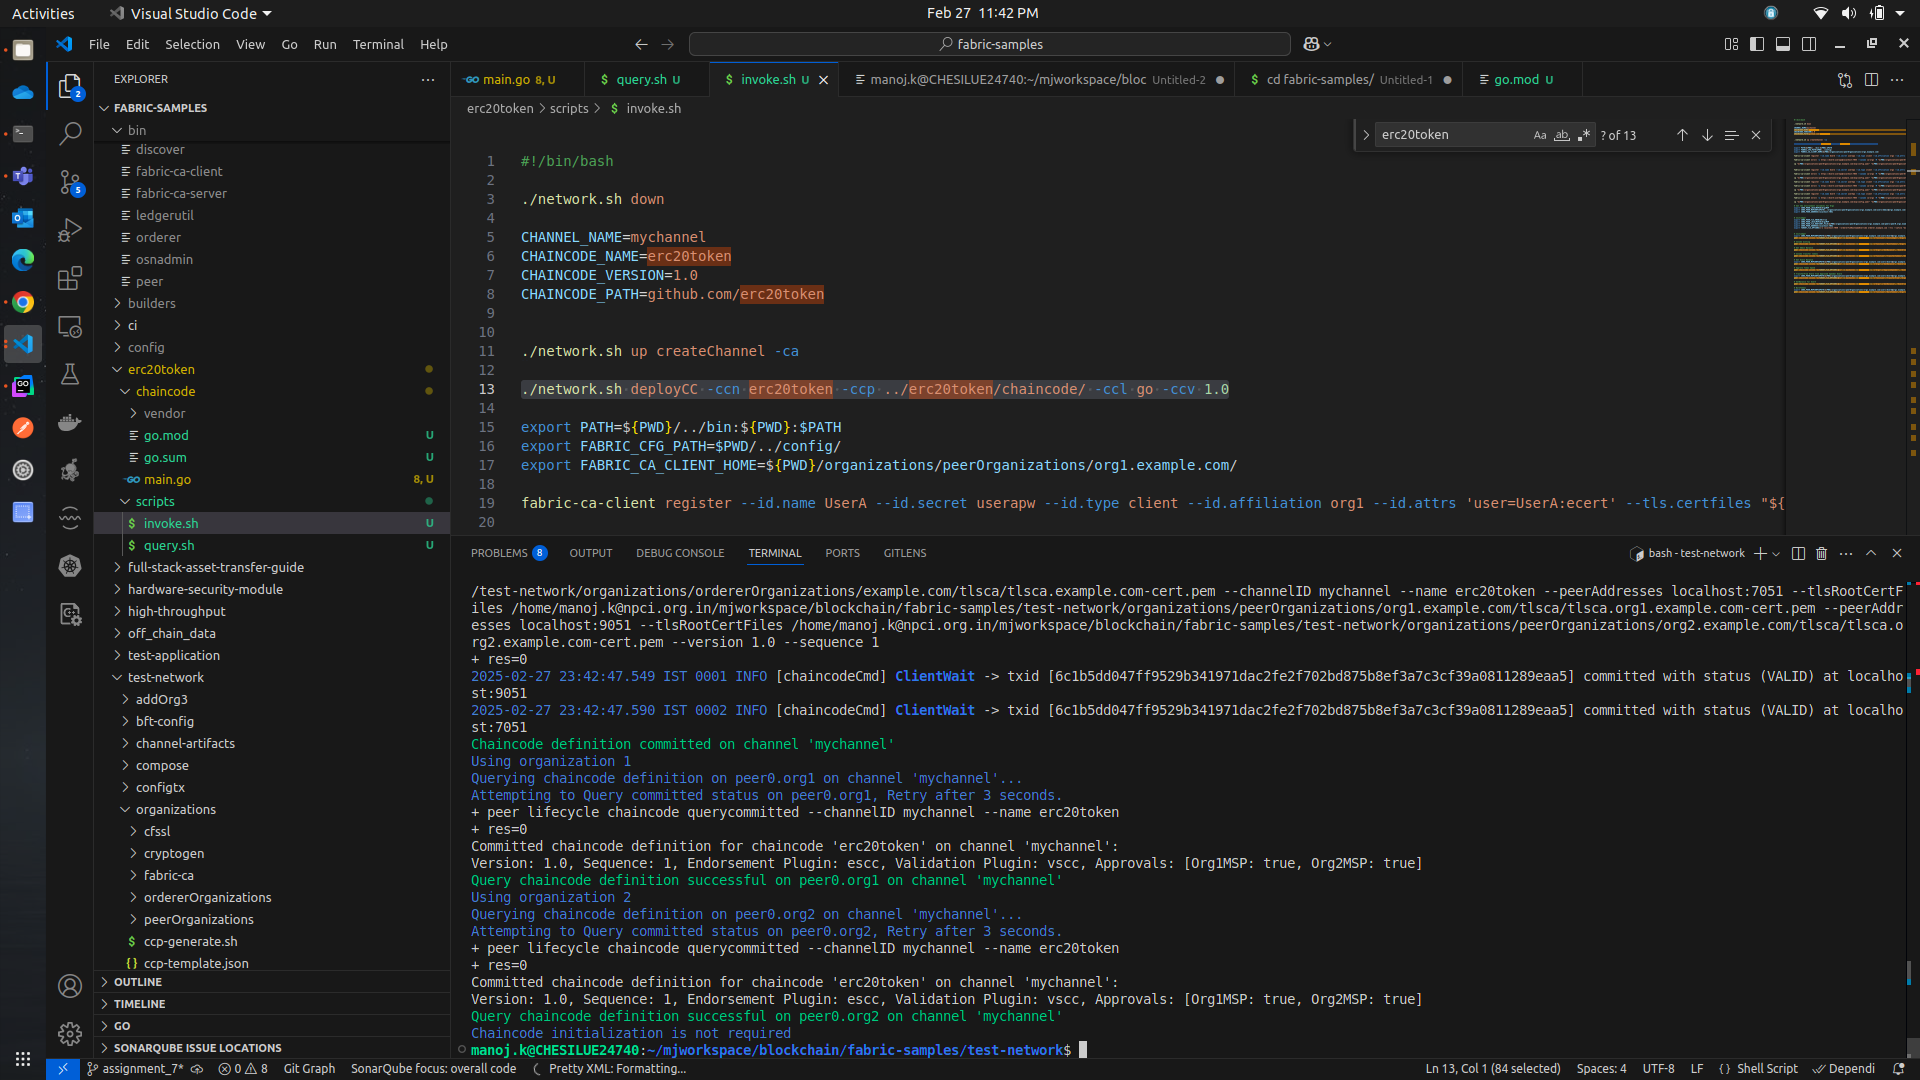 Activities
Visual Studio Code
Feb 27 11:42 PM
File Edit Selection View Go Run Terminal Help
fabric-samples
EXPLORER
main.go 8, U
query.sh U
invoke.sh U
manoj.k@CHESILUE24740:~/mjworkspace/bloc Untitled-2
cd fabric-samples/ Untitled-1
go.mod U
erc20token > scripts > $ invoke.sh
erc20token
Aa ab
? of 13
FABRIC-SAMPLES
bin
discover
fabric-ca-client
fabric-ca-server
ledgerutil
orderer
osnadmin
peer
builders
ci
config
erc20token
chaincode
vendor
go.mod U
go.sum U
main.go 8, U
scripts
$ invoke.sh U
$ query.sh U
full-stack-asset-transfer-guide
hardware-security-module
high-throughput
off_chain_data
test-application
test-network
addOrg3
bft-config
channel-artifacts
compose
configtx
organizations
cfssl
cryptogen
fabric-ca
ordererOrganizations
peerOrganizations
$ ccp-generate.sh
{} ccp-template.json
OUTLINE
TIMELINE
GO
SONARQUBE ISSUE LOCATIONS
2
5
1 #!/bin/bash
2
3 ./network.sh down
4
5 CHANNEL_NAME=mychannel
6 CHAINCODE_NAME=erc20token
7 CHAINCODE_VERSION=1.0
8 CHAINCODE_PATH=github.com/erc20token
9
10
11 ./network.sh up createChannel -ca
12
13 ./network.sh deployCC -ccn erc20token -ccp ../erc20token/chaincode/ -ccl go -ccv 1.0
14
15 export PATH=${PWD}/../bin:${PWD}:$PATH
16 export FABRIC_CFG_PATH=$PWD/../config/
17 export FABRIC_CA_CLIENT_HOME=${PWD}/organizations/peerOrganizations/org1.example.com/
18
19 fabric-ca-client register --id.name UserA --id.secret userapw --id.type client --id.affiliation org1 --id.attrs 'user=UserA:ecert' --tls.certfiles "${
20
PROBLEMS 8 OUTPUT DEBUG CONSOLE TERMINAL PORTS GITLENS
bash - test-network
/test-network/organizations/ordererOrganizations/example.com/tlsca/tlsca.example.com-cert.pem --channelID mychannel --name erc20token --peerAddresses localhost:7051 --tlsRootCertF
iles /home/manoj.k@npci.org.in/mjworkspace/blockchain/fabric-samples/test-network/organizations/peerOrganizations/org1.example.com/tlsca/tlsca.org1.example.com-cert.pem --peerAddr
esses localhost:9051 --tlsRootCertFiles /home/manoj.k@npci.org.in/mjworkspace/blockchain/fabric-samples/test-network/organizations/peerOrganizations/org2.example.com/tlsca/tlsca.o
rg2.example.com-cert.pem --version 1.0 --sequence 1
+ res=0
2025-02-27 23:42:47.549 IST 0001 INFO [chaincodeCmd] ClientWait -> txid [6c1b5dd047ff9529b341971dac2fe2f702bd875b8ef3a7c3cf39a0811289eaa5] committed with status (VALID) at localho
st:9051
2025-02-27 23:42:47.590 IST 0002 INFO [chaincodeCmd] ClientWait -> txid [6c1b5dd047ff9529b341971dac2fe2f702bd875b8ef3a7c3cf39a0811289eaa5] committed with status (VALID) at localho
st:7051
Chaincode definition committed on channel 'mychannel'
Using organization 1
Querying chaincode definition on peer0.org1 on channel 'mychannel'...
Attempting to Query committed status on peer0.org1, Retry after 3 seconds.
+ peer lifecycle chaincode querycommitted --channelID mychannel --name erc20token
+ res=0
Committed chaincode definition for chaincode 'erc20token' on channel 'mychannel':
Version: 1.0, Sequence: 1, Endorsement Plugin: escc, Validation Plugin: vscc, Approvals: [Org1MSP: true, Org2MSP: true]
Query chaincode definition successful on peer0.org1 on channel 'mychannel'
Using organization 2
Querying chaincode definition on peer0.org2 on channel 'mychannel'...
Attempting to Query committed status on peer0.org2, Retry after 3 seconds.
+ peer lifecycle chaincode querycommitted --channelID mychannel --name erc20token
+ res=0
Committed chaincode definition for chaincode 'erc20token' on channel 'mychannel':
Version: 1.0, Sequence: 1, Endorsement Plugin: escc, Validation Plugin: vscc, Approvals: [Org1MSP: true, Org2MSP: true]
Query chaincode definition successful on peer0.org2 on channel 'mychannel'
Chaincode initialization is not required
manoj.k@CHESILUE24740:~/mjworkspace/blockchain/fabric-samples/test-network$
assignment_7* 0 8 Git Graph SonarQube focus: overall code Pretty XML: Formatting...
Ln 13, Col 1 (84 selected) Spaces: 4 UTF-8 LF {} Shell Script Dependi